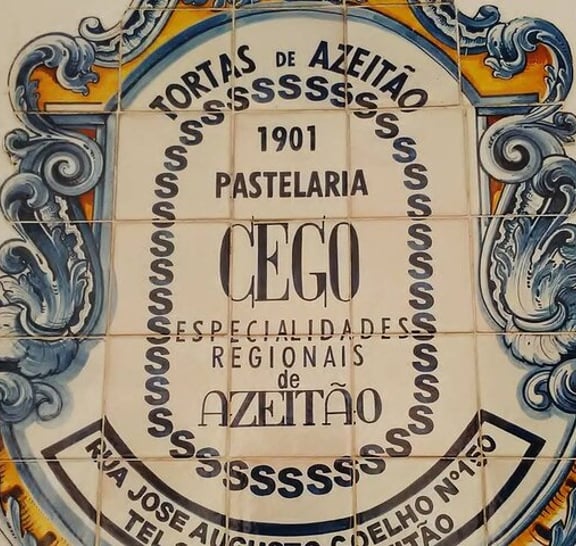 TORTAS DE AZEITÃO
1901
PASTELARIA
CEGO
ESPECIALIDADES
REGIONAIS
de
AZEITÃO
RUA JOSE AUGUSTO COELHO Nº150
TEL